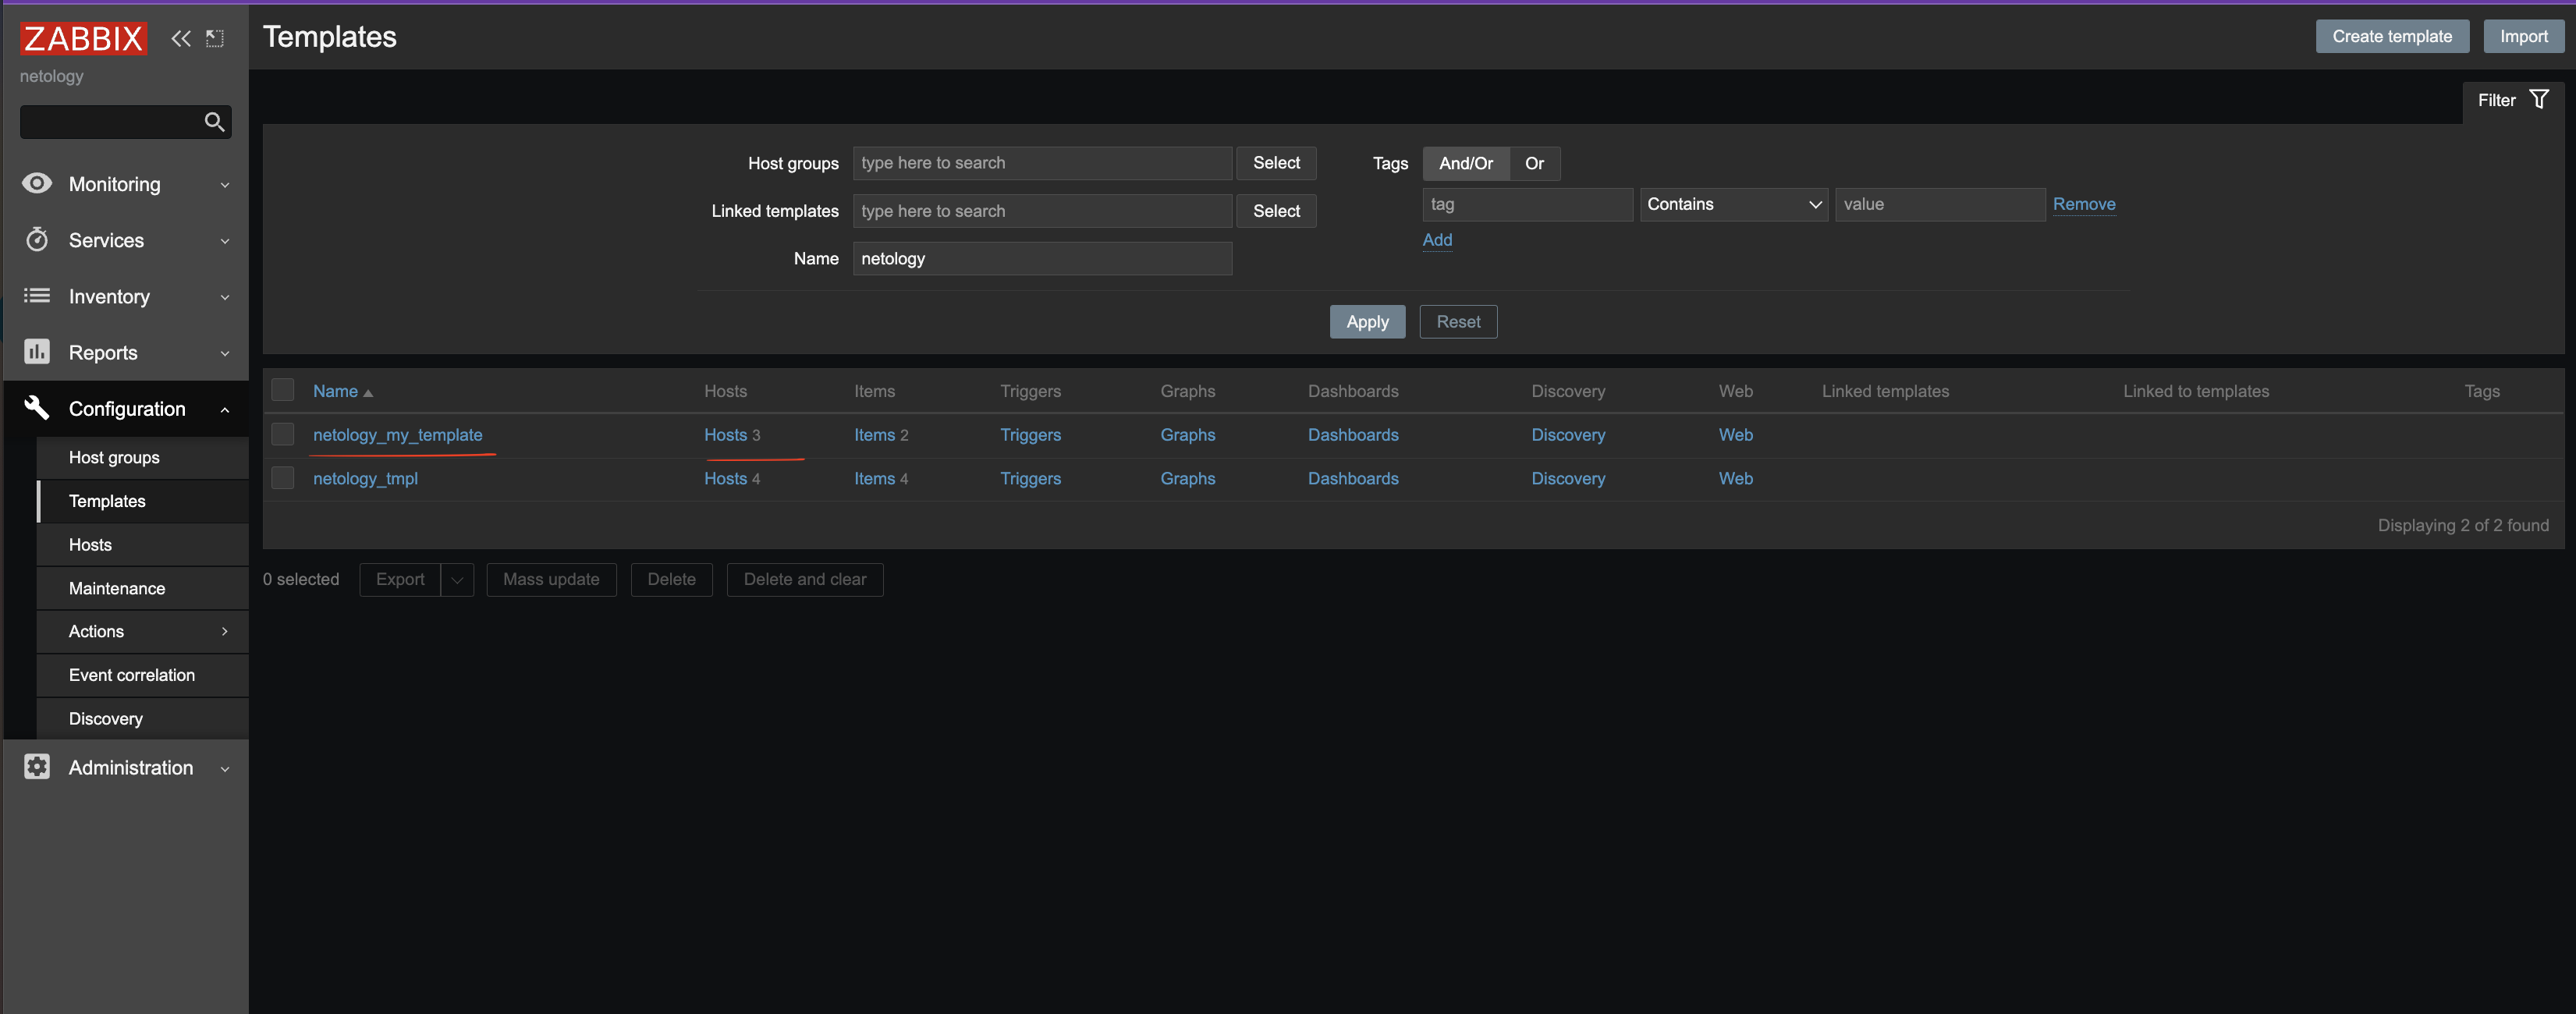 ZABBIX
netology
Monitoring
Services
Inventory
Reports
Configuration
Host groups
Templates
Hosts
Maintenance
Actions
Event correlation
Discovery
Administration
Templates
Create template Import
Filter
Host groups type here to search Select
Linked templates type here to search Select
Name netology
Tags And/Or Or
tag Contains value Remove
Add
Apply Reset
Name Hosts Items Triggers Graphs Dashboards Discovery Web Linked templates Linked to templates Tags
netology_my_template Hosts 3 Items 2 Triggers Graphs Dashboards Discovery Web
netology_tmpl Hosts 4 Items 4 Triggers Graphs Dashboards Discovery Web
Displaying 2 of 2 found
0 selected Export Mass update Delete Delete and clear